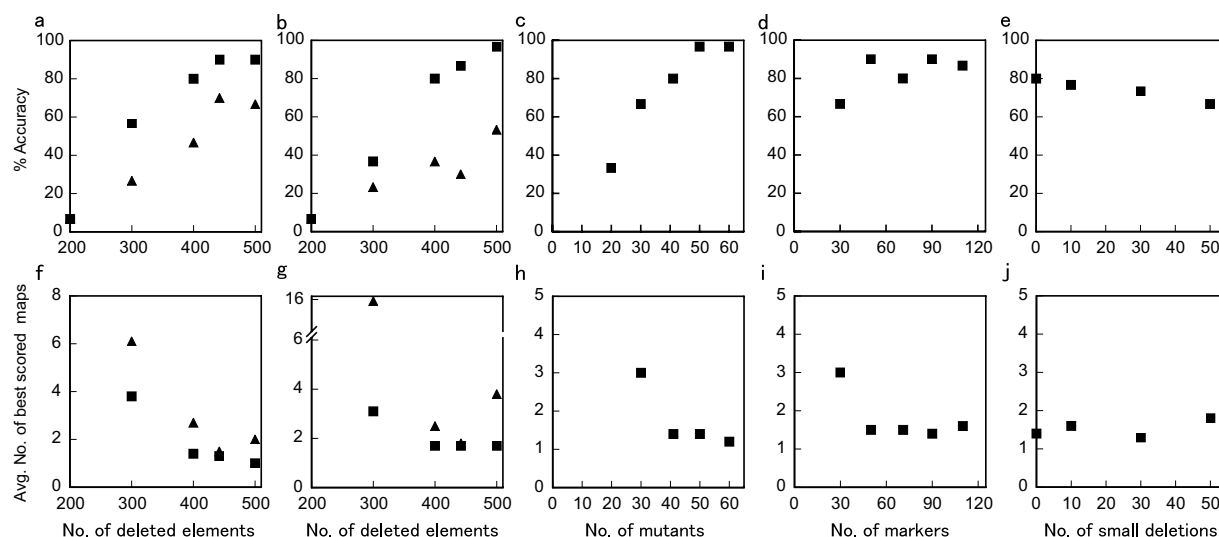 a b c d e
% Accuracy
100 100 100 100 100
80 80 80 80 80
60 60 60 60 60
40 40 40 40 40
20 20 20 20 20
0 0 0 0 0
200 300 400 500 200 300 400 500 0 10 20 30 40 50 60 0 30 60 90 120 0 10 20 30 40 50
f g h i j
Avg. No. of best scored maps
8 16 5 5 5
6 6 4 4 4
4 4 3 3 3
2 2 2 2 2
1 1 1
0 0 0 0 0
200 300 400 500 200 300 400 500 0 10 20 30 40 50 60 0 30 60 90 120 0 10 20 30 40 50
No. of deleted elements No. of deleted elements No. of mutants No. of markers No. of small deletions